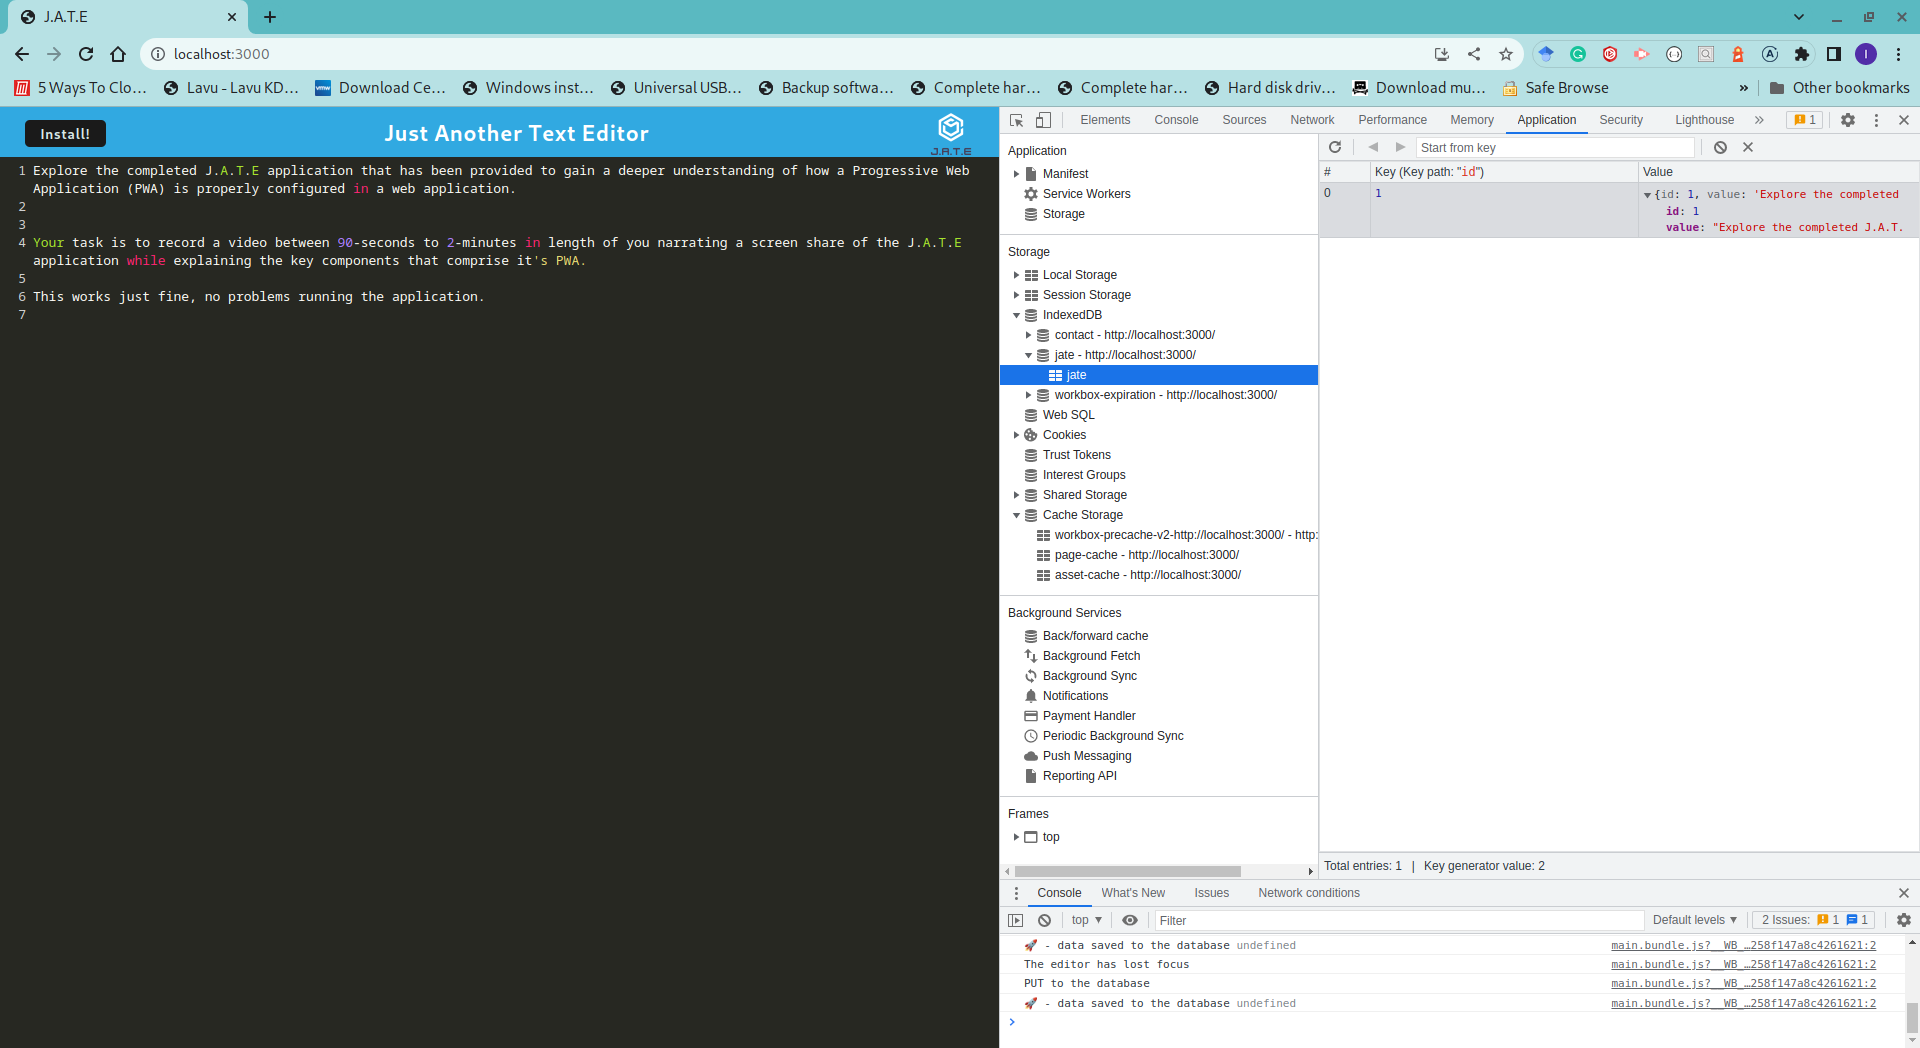 J.A.T.E
localhost:3000
5 Ways To Clo...
Lavu - Lavu KD...
Download Ce...
Windows inst...
Universal USB...
Backup softwa...
Complete har...
Complete har...
Hard disk driv...
Download mu...
Safe Browse
»
Other bookmarks
Install!
Just Another Text Editor
J.A.T.E
1 Explore the completed J.A.T.E application that has been provided to gain a deeper understanding of how a Progressive Web
Application (PWA) is properly configured in a web application.
2
3
4 Your task is to record a video between 90-seconds to 2-minutes in length of you narrating a screen share of the J.A.T.E
application while explaining the key components that comprise it's PWA.
5
6 This works just fine, no problems running the application.
7
Elements Console Sources Network Performance Memory Application Security Lighthouse » 1
Application
Manifest
Service Workers
Storage
Storage
Local Storage
Session Storage
IndexedDB
contact - http://localhost:3000/
jate - http://localhost:3000/
jate
workbox-expiration - http://localhost:3000/
Web SQL
Cookies
Trust Tokens
Interest Groups
Shared Storage
Cache Storage
workbox-precache-v2-http://localhost:3000/ - http:
page-cache - http://localhost:3000/
asset-cache - http://localhost:3000/
Background Services
Back/forward cache
Background Fetch
Background Sync
Notifications
Payment Handler
Periodic Background Sync
Push Messaging
Reporting API
Frames
top
Start from key
# Key (Key path: "id") Value
0 1 {id: 1, value: 'Explore the completed
id: 1
value: "Explore the completed J.A.T.
Total entries: 1 | Key generator value: 2
Console What's New Issues Network conditions
top Filter Default levels 2 Issues: 1 1
🚀 - data saved to the database undefined main.bundle.js?__WB_…258f147a8c4261621:2
The editor has lost focus main.bundle.js?__WB_…258f147a8c4261621:2
PUT to the database main.bundle.js?__WB_…258f147a8c4261621:2
🚀 - data saved to the database undefined main.bundle.js?__WB_…258f147a8c4261621:2